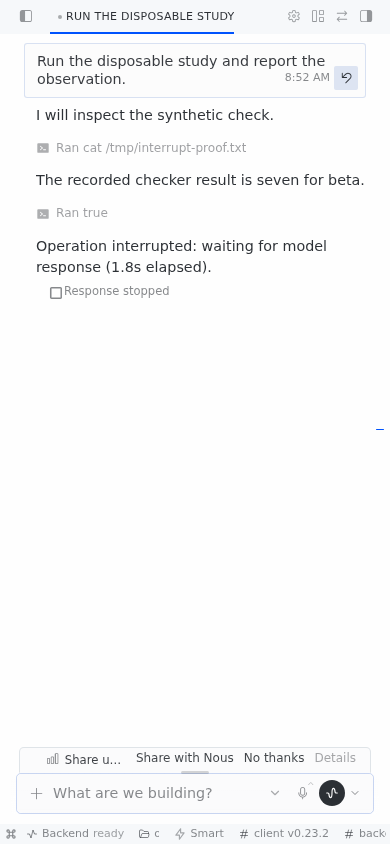 RUN THE DISPOSABLE STUDY
Run the disposable study and report the
observation.
8:52 AM
I will inspect the synthetic check.
Ran cat /tmp/interrupt-proof.txt
The recorded checker result is seven for beta.
Ran true
Operation interrupted: waiting for model
response (1.8s elapsed).
Response stopped
Share u... Share with Nous No thanks Details
What are we building?
Backend ready c Smart # client v0.23.2 # back